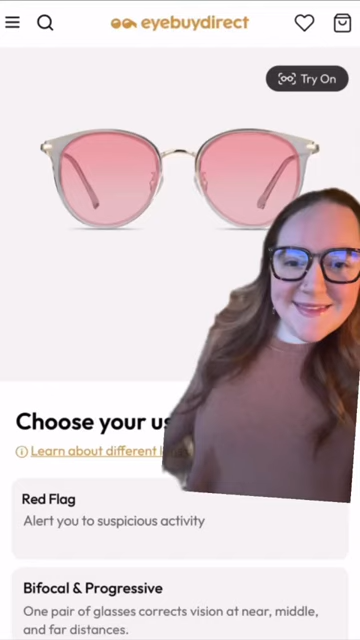 eyebuydirect
Try On
Choose your us
Learn about different l
Red Flag
Alert you to suspicious activity
Bifocal & Progressive
One pair of glasses corrects vision at near, middle,
and far distances.